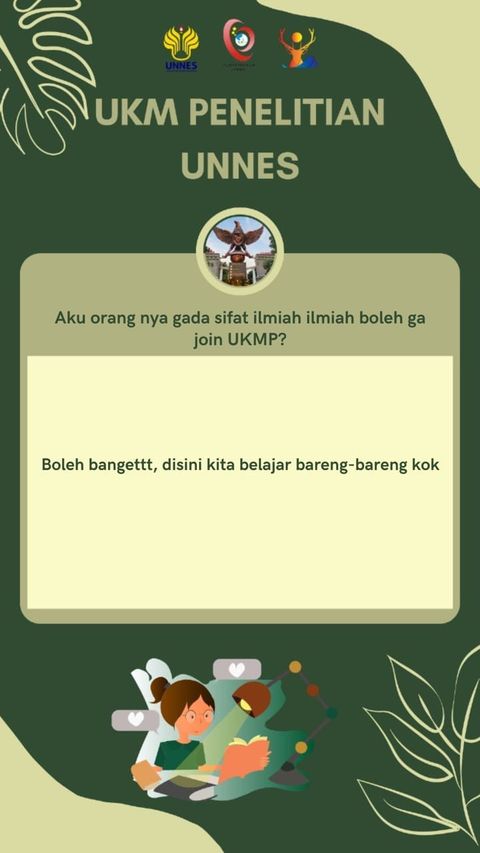 UNNES
UKM PENELITIAN
UNNES
Aku orang nya gada sifat ilmiah ilmiah boleh ga
join UKMP?
Boleh bangettt, disini kita belajar bareng-bareng kok